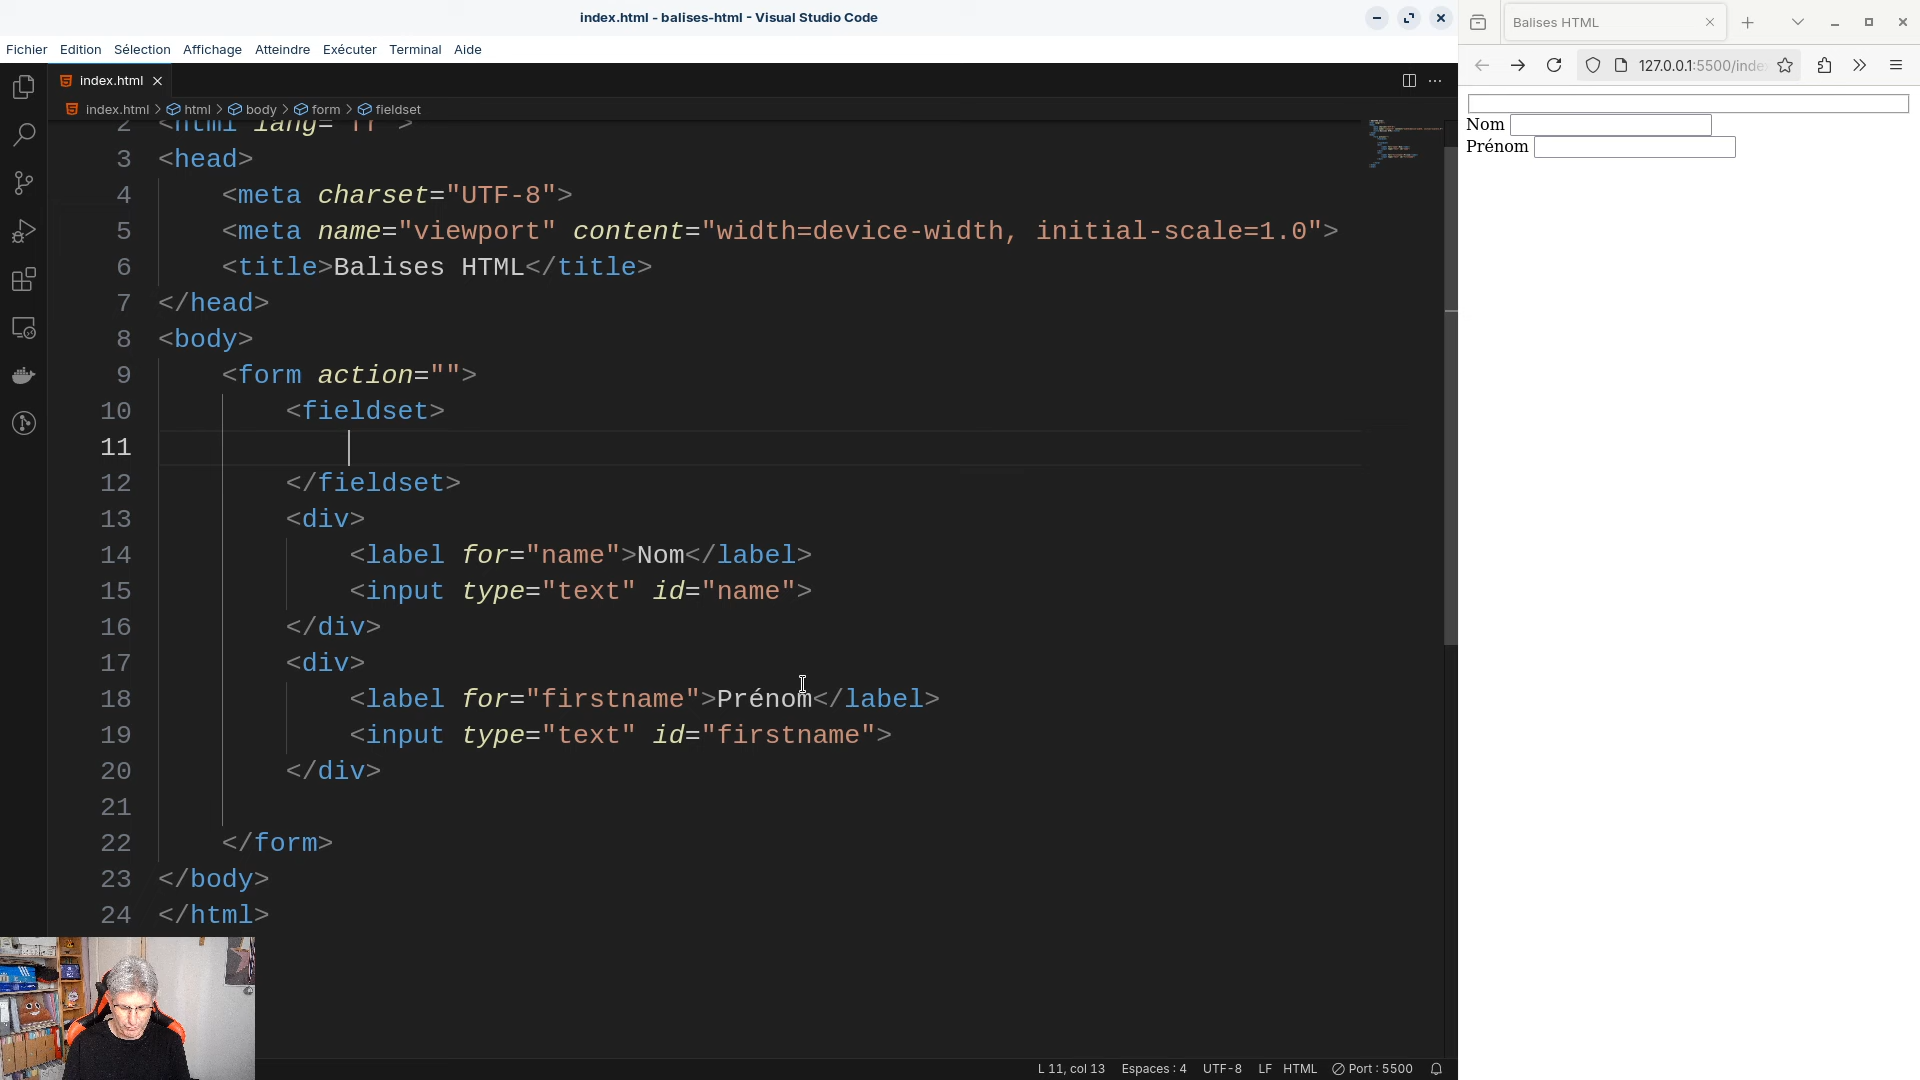 index.html - balises-html - Visual Studio Code
Fichier Edition Sélection Affichage Atteindre Exécuter Terminal Aide
index.html
index.html > html > body > form > fieldset
2 <html lang="fr">
3 <head>
4 <meta charset="UTF-8">
5 <meta name="viewport" content="width=device-width, initial-scale=1.0">
6 <title>Balises HTML</title>
7 </head>
8 <body>
9 <form action="">
10 <fieldset>
11
12 </fieldset>
13 <div>
14 <label for="name">Nom</label>
15 <input type="text" id="name">
16 </div>
17 <div>
18 <label for="firstname">Prénom</label>
19 <input type="text" id="firstname">
20 </div>
21
22 </form>
23 </body>
24 </html>
L 11, col 13 Espaces : 4 UTF-8 LF HTML Port : 5500
Balises HTML
127.0.0.1:5500/inde
Nom
Prénom